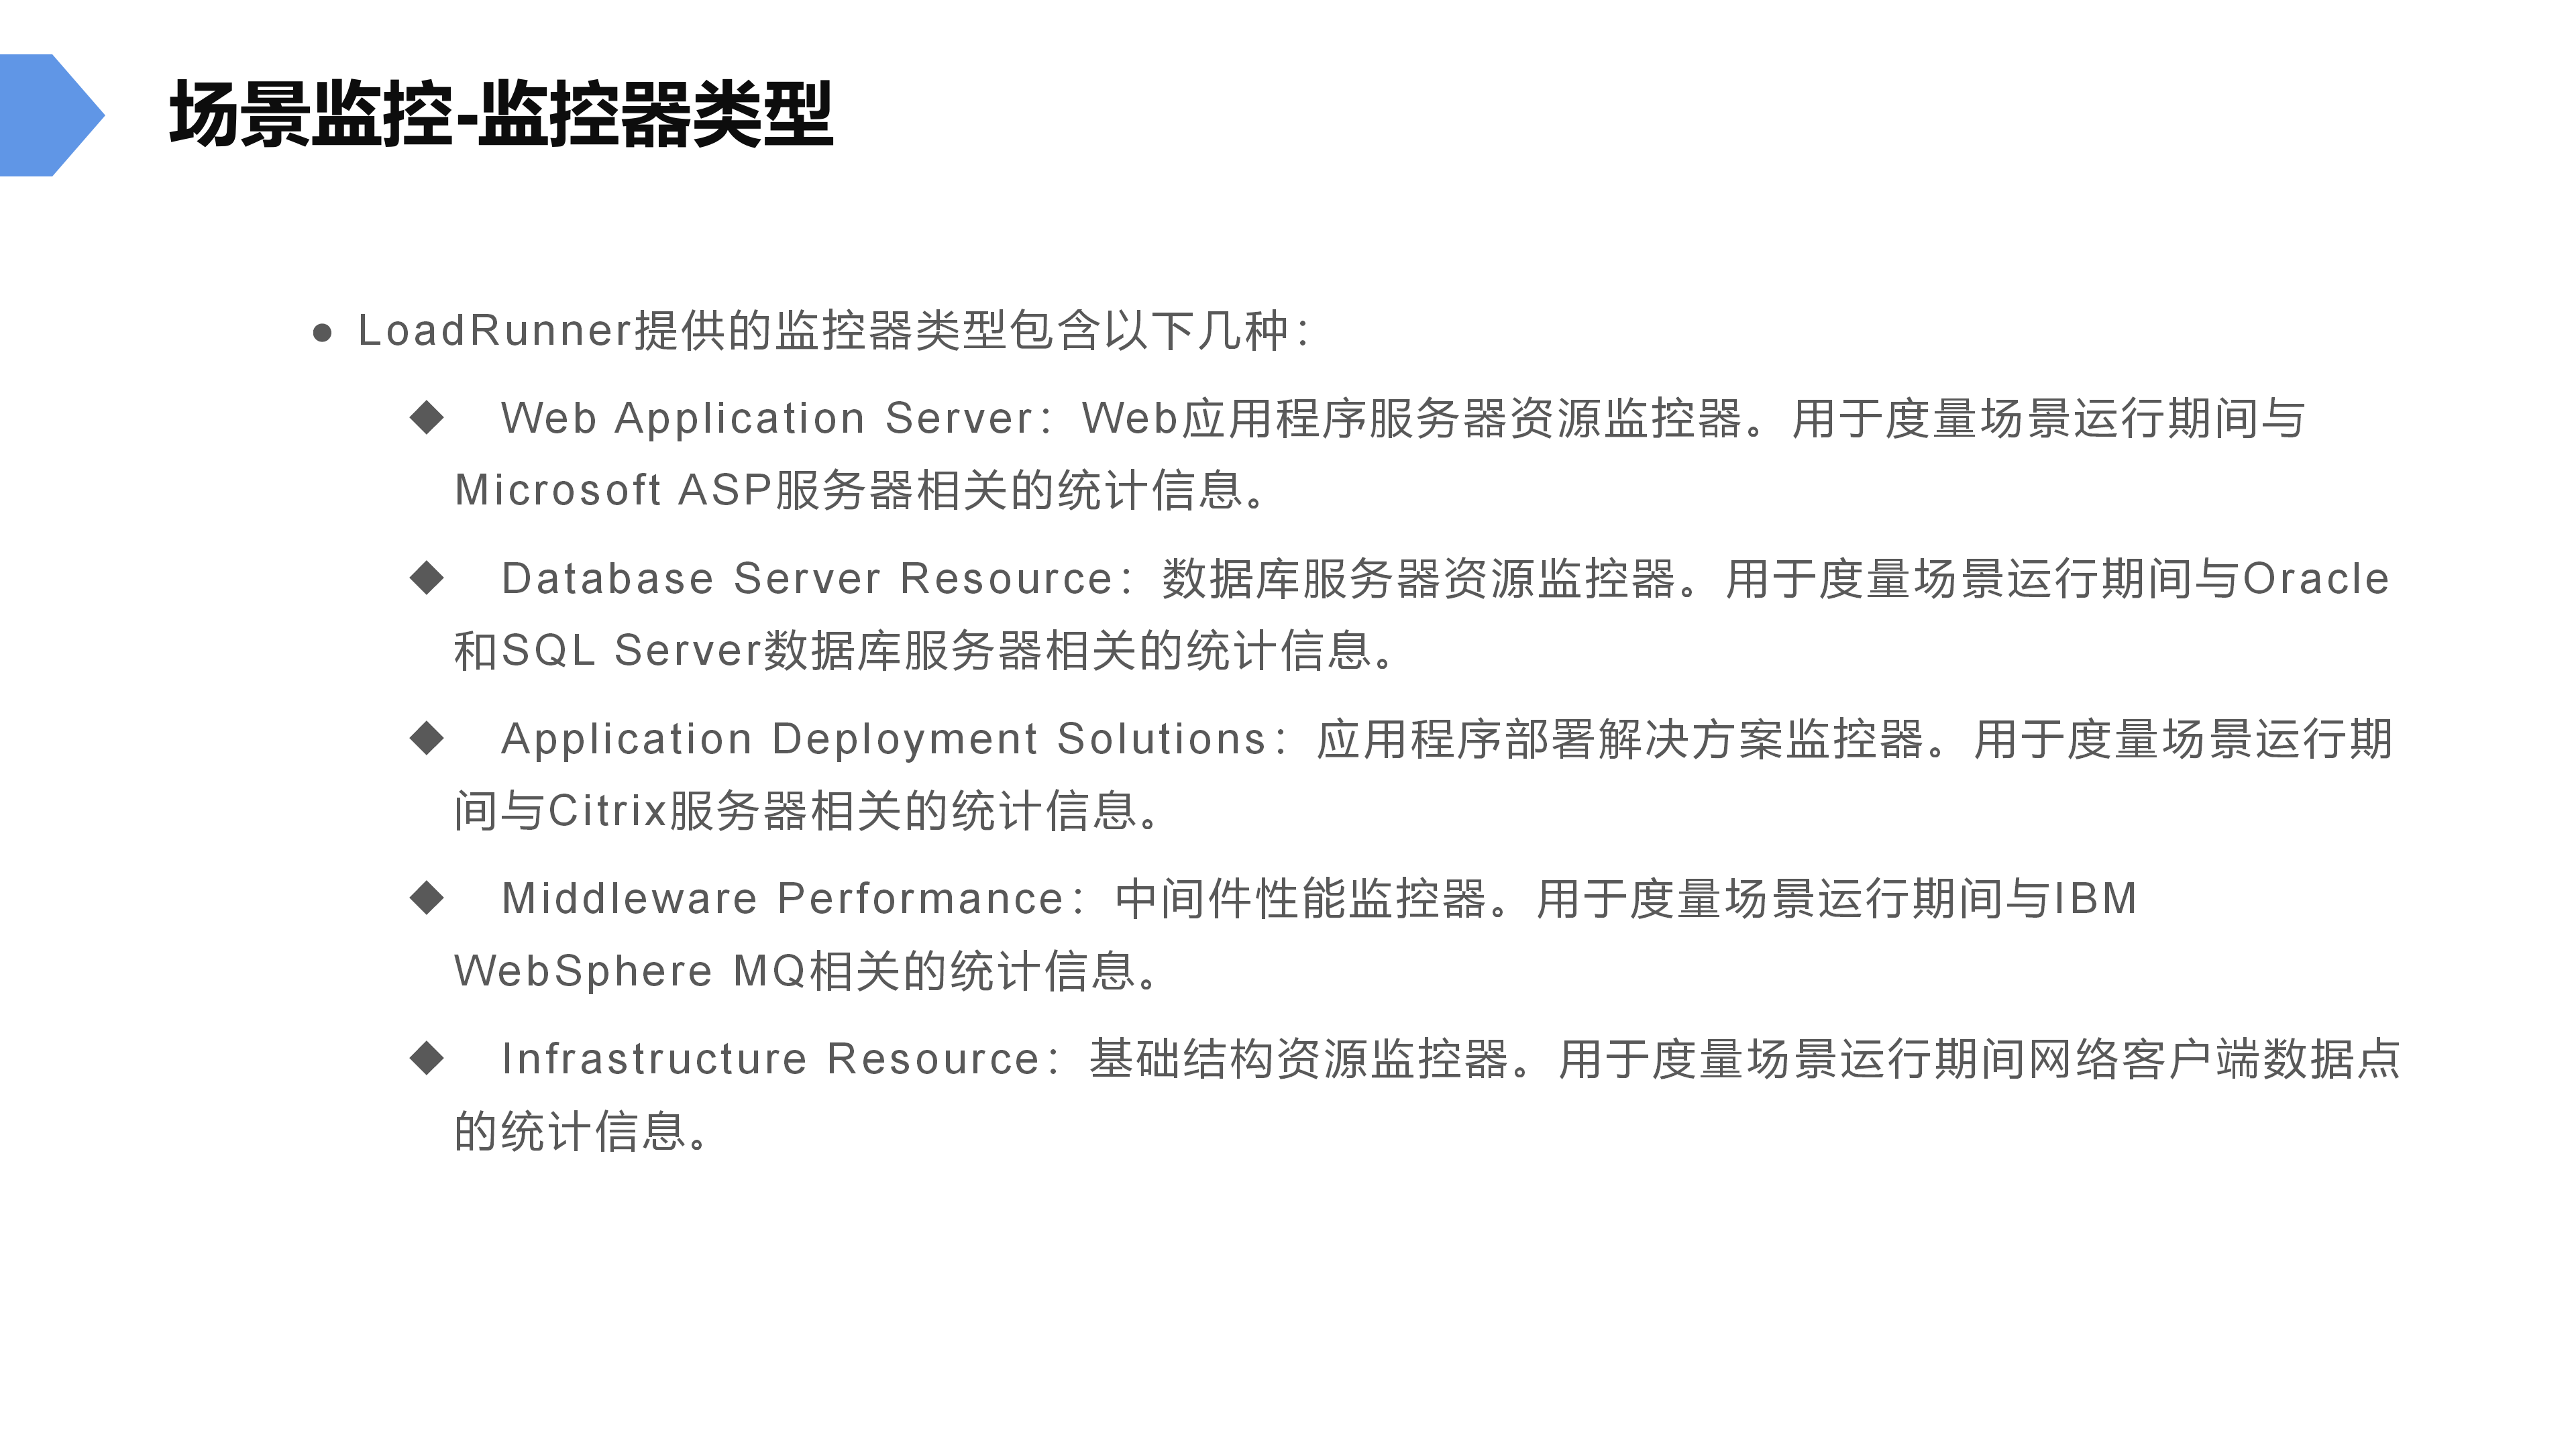 场景监控-监控器类型
● LoadRunner提供的监控器类型包含以下几种：
◆ Web Application Server：Web应用程序服务器资源监控器。用于度量场景运行期间与
Microsoft ASP服务器相关的统计信息。
◆ Database Server Resource：数据库服务器资源监控器。用于度量场景运行期间与Oracle
和SQL Server数据库服务器相关的统计信息。
◆ Application Deployment Solutions：应用程序部署解决方案监控器。用于度量场景运行期
间与Citrix服务器相关的统计信息。
◆ Middleware Performance：中间件性能监控器。用于度量场景运行期间与IBM
WebSphere MQ相关的统计信息。
◆ Infrastructure Resource：基础结构资源监控器。用于度量场景运行期间网络客户端数据点
的统计信息。